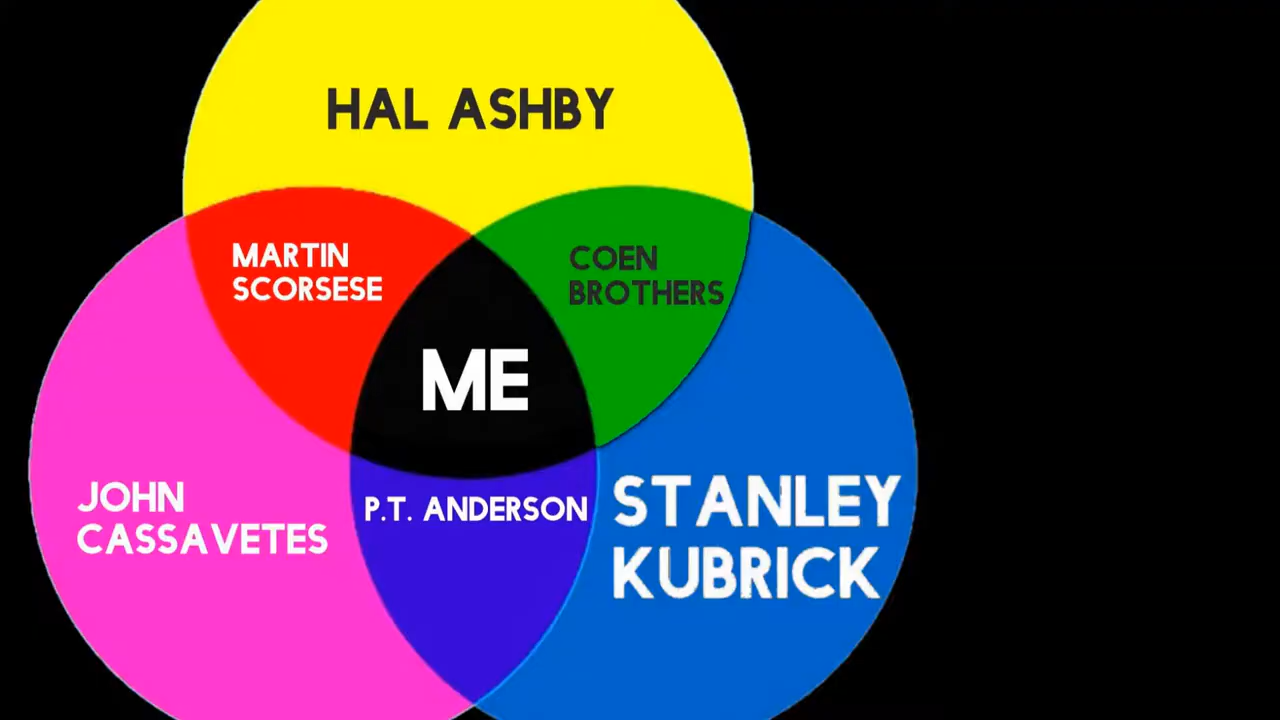 HAL ASHBY
MARTIN
SCORSESE
COEN
BROTHERS
ME
JOHN
CASSAVETES
P.T. ANDERSON
STANLEY
KUBRICK